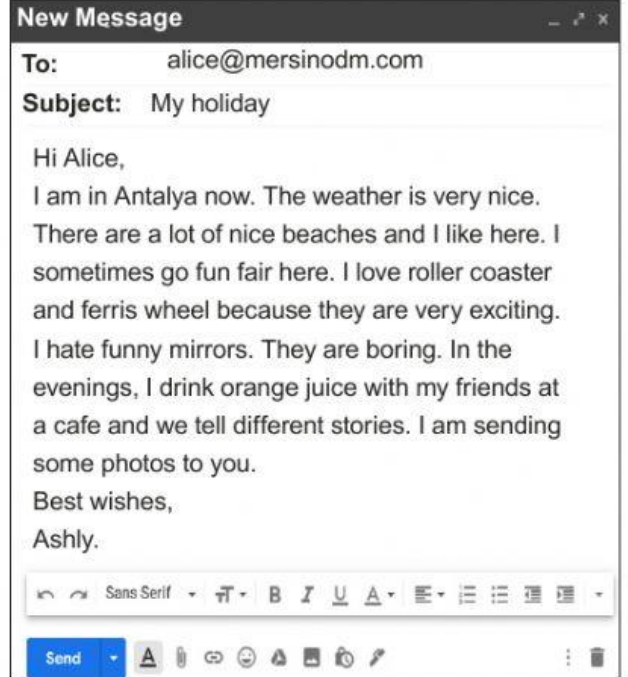 New Message
To: alice@mersinodm.com
Subject: My holiday
Hi Alice,
I am in Antalya now. The weather is very nice.
There are a lot of nice beaches and I like here. I
sometimes go fun fair here. I love roller coaster
and ferris wheel because they are very exciting.
I hate funny mirrors. They are boring. In the
evenings, I drink orange juice with my friends at
a cafe and we tell different stories. I am sending
some photos to you.
Best wishes,
Ashly.
Sans Serif
Send